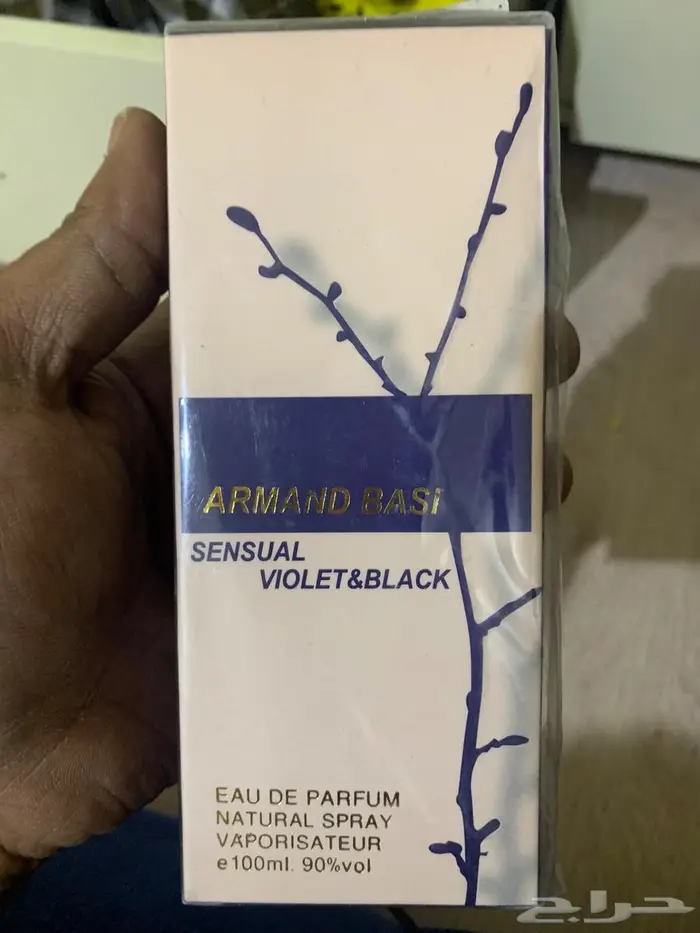 ARMAND BASI
SENSUAL
VIOLET&BLACK
EAU DE PARFUM
NATURAL SPRAY
VAPORISATEUR
e100ml. 90%vol
حراج